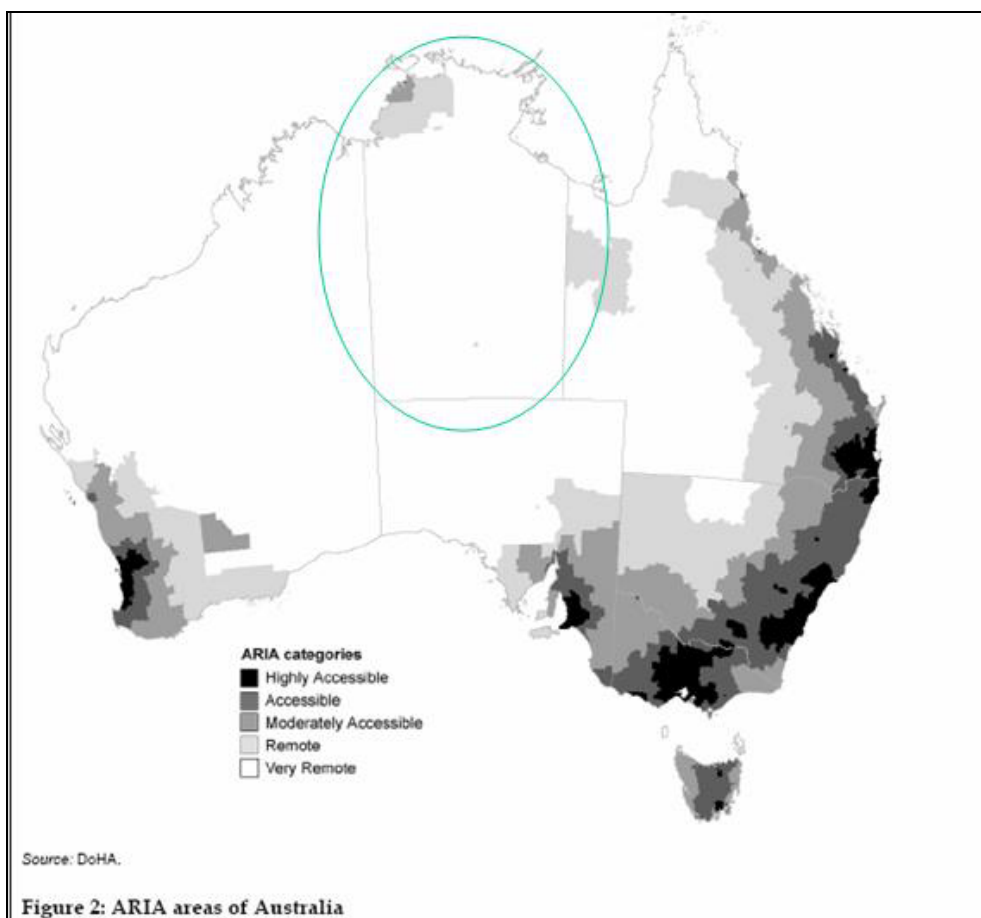 ARIA categories
Highly Accessible
Accessible
Moderately Accessible
Remote
Very Remote
Source: DoHA.
Figure 2: ARIA areas of Australia